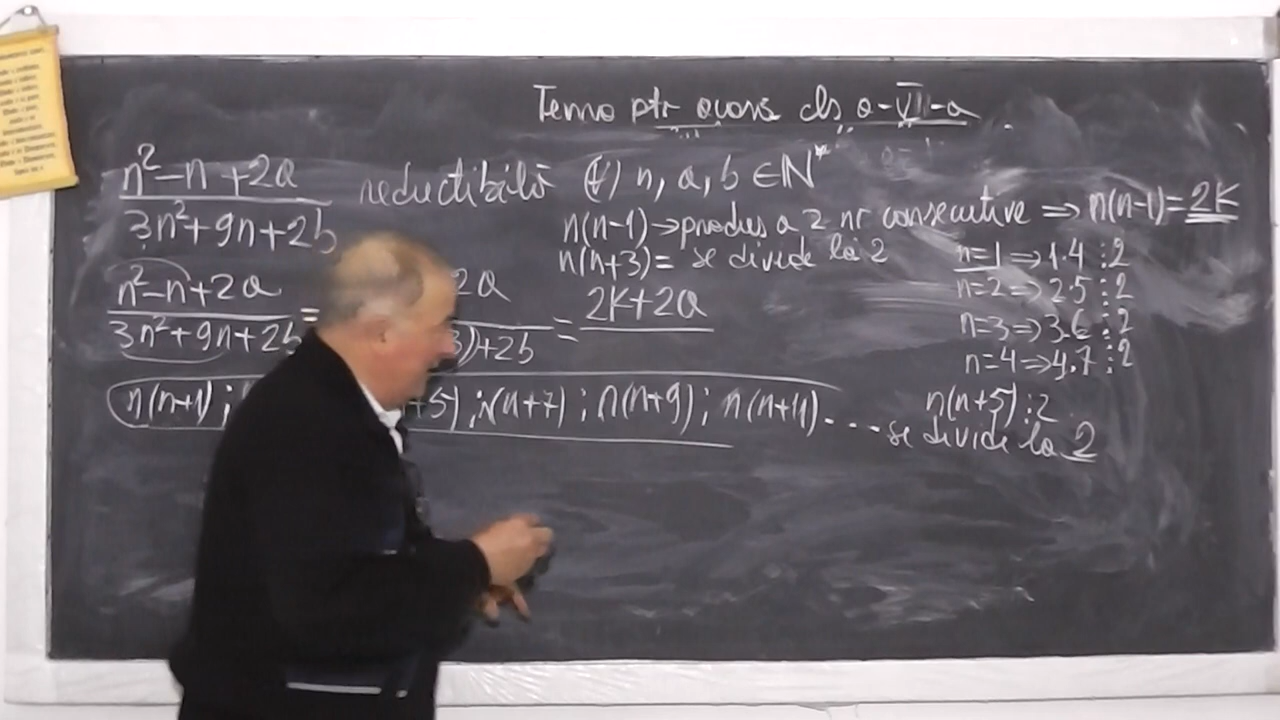 Tema ptr acasă cls a-VII-a
n²-n+2a / 3n²+9n+2b reductibilă (∀) n, a, b ∈ ℕ*
n(n-1)→produs a 2 nr consecutive ⇒ n(n-1)=2K
n(n+3)= se divide la 2
n=1⇒1·4 ⋮2
n=2⇒2·5 ⋮2
n=3⇒3·6 ⋮2
n=4⇒4·7 ⋮2
n²-n+2a / 3n²+9n+2b = 2a / 3)+2b = 2K+2a
n(n+1); +5); n(n+7); n(n+9); n(n+11)... se divide la 2
n(n+5)⋮2